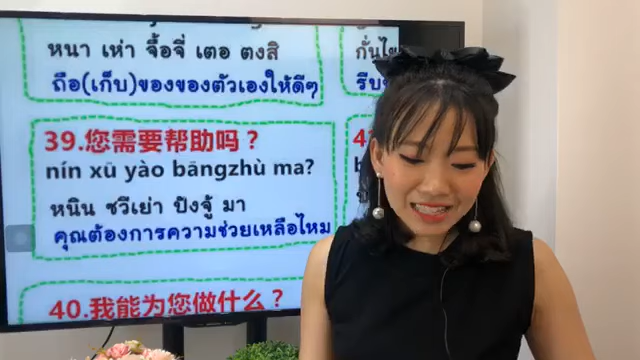 หนา เห่า จื้อจี่ เตอ ตงสิ
ถือ(เก็บ)ของของตัวเองให้ดีๆ
39.您需要帮助吗？
nín xū yào bāngzhù ma?
หนิน ซวีเย่า ปังจู้ มา
คุณต้องการความช่วยเหลือไหม
40.我能为您做什么？